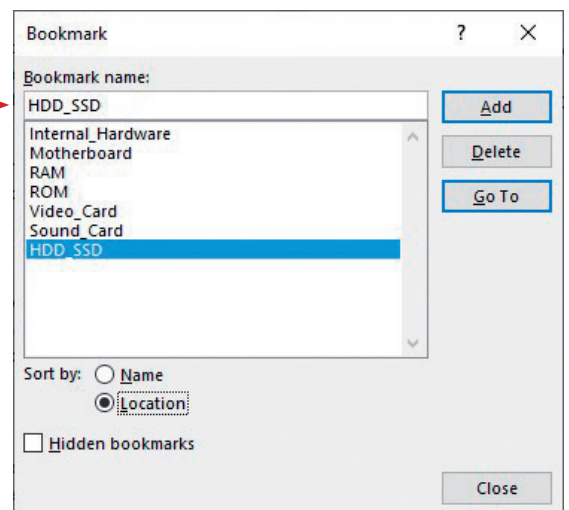 Bookmark ? X
Bookmark name:
HDD_SSD
Add
Internal_Hardware
Motherboard
RAM
ROM
Video_Card
Sound_Card
HDD_SSD
Delete
Go To
Sort by: Name
Location
Hidden bookmarks
Close